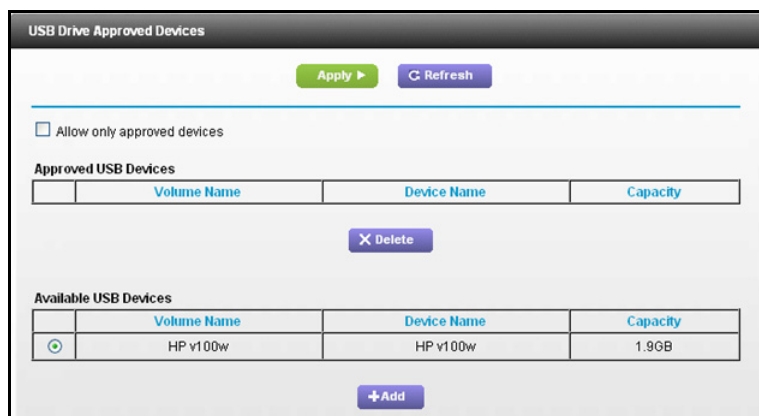 USB Drive Approved Devices
Apply Refresh
Allow only approved devices
Approved USB Devices
Volume Name Device Name Capacity
Delete
Available USB Devices
Volume Name Device Name Capacity
HP v100w HP v100w 1.9GB
+Add